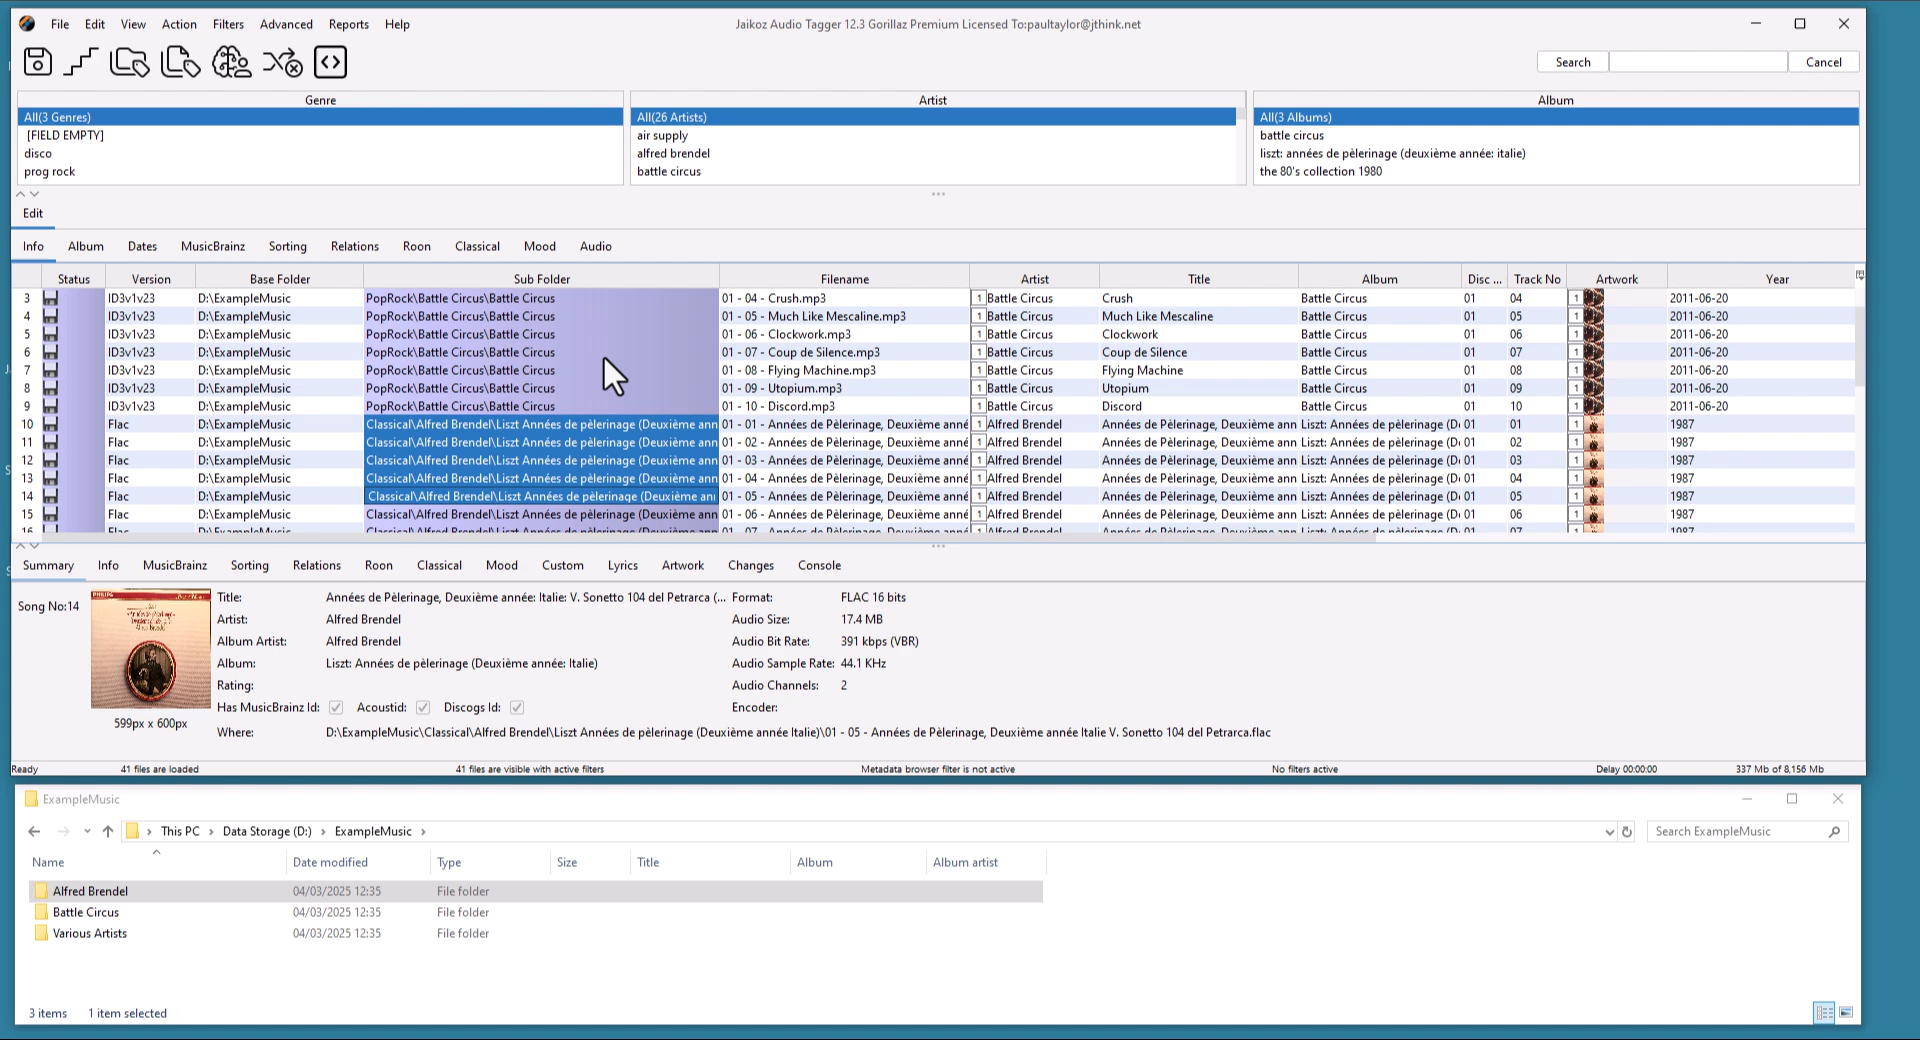 File Edit View Action Filters Advanced Reports Help Jaikoz Audio Tagger 12.3 Gorillaz Premium Licensed To:paultaylor@jthink.net
Search Cancel
Genre Artist Album
All(3 Genres) All(26 Artists) All(3 Albums)
[FIELD EMPTY] air supply battle circus
disco alfred brendel liszt: années de pèlerinage (deuxième année: italie)
prog rock battle circus the 80's collection 1980
Edit
Info Album Dates MusicBrainz Sorting Relations Roon Classical Mood Audio
Status Version Base Folder Sub Folder Filename Artist Title Album Disc ... Track No Artwork Year
3 ID3v1v23 D:\ExampleMusic PopRock\Battle Circus\Battle Circus 01 - 04 - Crush.mp3 1 Battle Circus Crush Battle Circus 01 04 1 2011-06-20
4 ID3v1v23 D:\ExampleMusic PopRock\Battle Circus\Battle Circus 01 - 05 - Much Like Mescaline.mp3 1 Battle Circus Much Like Mescaline Battle Circus 01 05 1 2011-06-20
5 ID3v1v23 D:\ExampleMusic PopRock\Battle Circus\Battle Circus 01 - 06 - Clockwork.mp3 1 Battle Circus Clockwork Battle Circus 01 06 1 2011-06-20
6 ID3v1v23 D:\ExampleMusic PopRock\Battle Circus\Battle Circus 01 - 07 - Coup de Silence.mp3 1 Battle Circus Coup de Silence Battle Circus 01 07 1 2011-06-20
7 ID3v1v23 D:\ExampleMusic PopRock\Battle Circus\Battle Circus 01 - 08 - Flying Machine.mp3 1 Battle Circus Flying Machine Battle Circus 01 08 1 2011-06-20
8 ID3v1v23 D:\ExampleMusic PopRock\Battle Circus\Battle Circus 01 - 09 - Utopium.mp3 1 Battle Circus Utopium Battle Circus 01 09 1 2011-06-20
9 ID3v1v23 D:\ExampleMusic PopRock\Battle Circus\Battle Circus 01 - 10 - Discord.mp3 1 Battle Circus Discord Battle Circus 01 10 1 2011-06-20
10 Flac D:\ExampleMusic Classical\Alfred Brendel\Liszt Années de pèlerinage (Deuxième ann 01 - 01 - Années de Pèlerinage, Deuxième anné 1 Alfred Brendel Années de Pèlerinage, Deuxième ann Liszt: Années de pèlerinage (D 01 01 1 1987
11 Flac D:\ExampleMusic Classical\Alfred Brendel\Liszt Années de pèlerinage (Deuxième ann 01 - 02 - Années de Pèlerinage, Deuxième anné 1 Alfred Brendel Années de Pèlerinage, Deuxième ann Liszt: Années de pèlerinage (D 01 02 1 1987
12 Flac D:\ExampleMusic Classical\Alfred Brendel\Liszt Années de pèlerinage (Deuxième ann 01 - 03 - Années de Pèlerinage, Deuxième anné 1 Alfred Brendel Années de Pèlerinage, Deuxième ann Liszt: Années de pèlerinage (D 01 03 1 1987
13 Flac D:\ExampleMusic Classical\Alfred Brendel\Liszt Années de pèlerinage (Deuxième ann 01 - 04 - Années de Pèlerinage, Deuxième anné 1 Alfred Brendel Années de Pèlerinage, Deuxième ann Liszt: Années de pèlerinage (D 01 04 1 1987
14 Flac D:\ExampleMusic Classical\Alfred Brendel\Liszt Années de pèlerinage (Deuxième ann 01 - 05 - Années de Pèlerinage, Deuxième anné 1 Alfred Brendel Années de Pèlerinage, Deuxième ann Liszt: Années de pèlerinage (D 01 05 1 1987
15 Flac D:\ExampleMusic Classical\Alfred Brendel\Liszt Années de pèlerinage (Deuxième ann 01 - 06 - Années de Pèlerinage, Deuxième anné 1 Alfred Brendel Années de Pèlerinage, Deuxième ann Liszt: Années de pèlerinage (D 01 06 1 1987
Summary Info MusicBrainz Sorting Relations Roon Classical Mood Custom Lyrics Artwork Changes Console
Song No:14 PHILIPS Title: Années de Pèlerinage, Deuxième année: Italie: V. Sonetto 104 del Petrarca (... Format: FLAC 16 bits
Artist: Alfred Brendel Audio Size: 17.4 MB
Album Artist: Alfred Brendel Audio Bit Rate: 391 kbps (VBR)
Album: Liszt: Années de pèlerinage (Deuxième année: Italie) Audio Sample Rate: 44.1 KHz
Rating: Audio Channels: 2
Has MusicBrainz Id: Acoustid: Discogs Id: Encoder:
599px x 600px
Where: D:\ExampleMusic\Classical\Alfred Brendel\Liszt Années de pèlerinage (Deuxième année Italie)\01 - 05 - Années de Pèlerinage, Deuxième année Italie V. Sonetto 104 del Petrarca.flac
Ready 41 files are loaded 41 files are visible with active filters Metadata browser filter is not active No filters active Delay 00:00:00 337 Mb of 8,156 Mb
ExampleMusic
This PC Data Storage (D:) ExampleMusic Search ExampleMusic
Name Date modified Type Size Title Album Album artist
Alfred Brendel 04/03/2025 12:35 File folder
Battle Circus 04/03/2025 12:35 File folder
Various Artists 04/03/2025 12:35 File folder
3 items 1 item selected